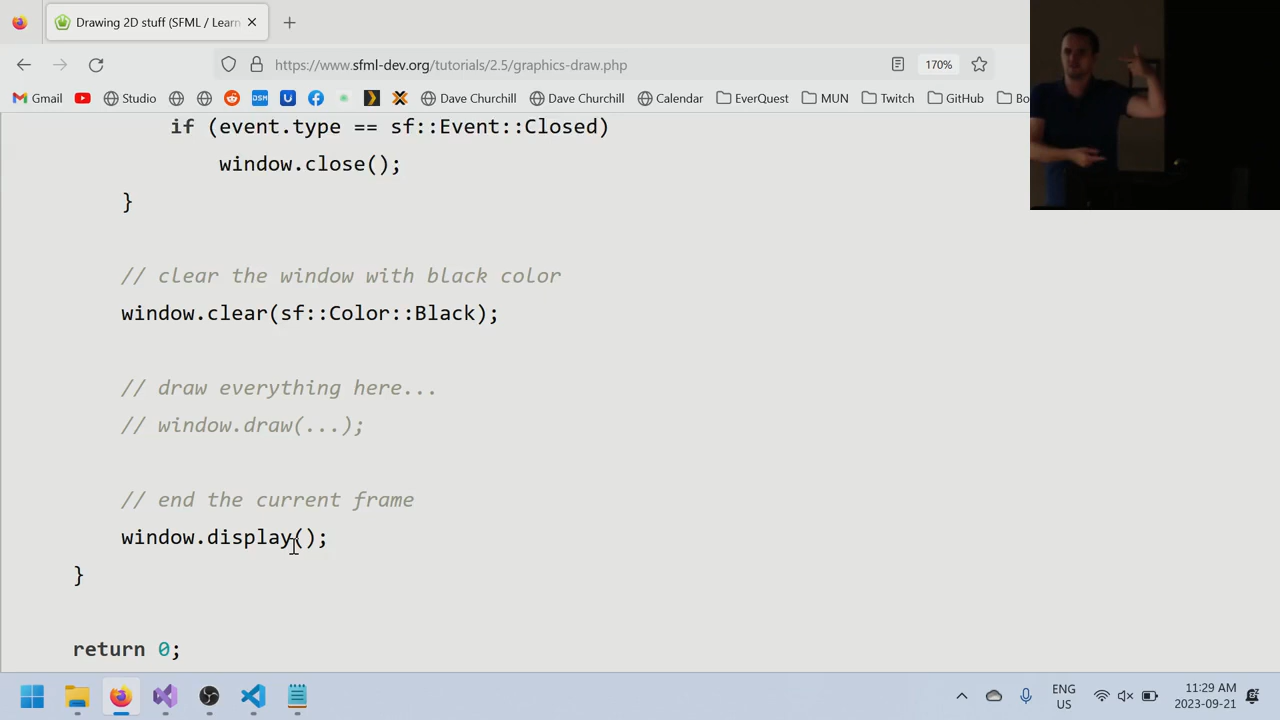 Drawing 2D stuff (SFML / Learn
https://www.sfml-dev.org/tutorials/2.5/graphics-draw.php
170%
Gmail
Studio
DSM
Dave Churchill
Dave Churchill
Calendar
EverQuest
MUN
Twitch
GitHub
Bo
if (event.type == sf::Event::Closed)
window.close();
}
// clear the window with black color
window.clear(sf::Color::Black);
// draw everything here...
// window.draw(...);
// end the current frame
window.display();
}
return 0;
ENG
US
11:29 AM
2023-09-21